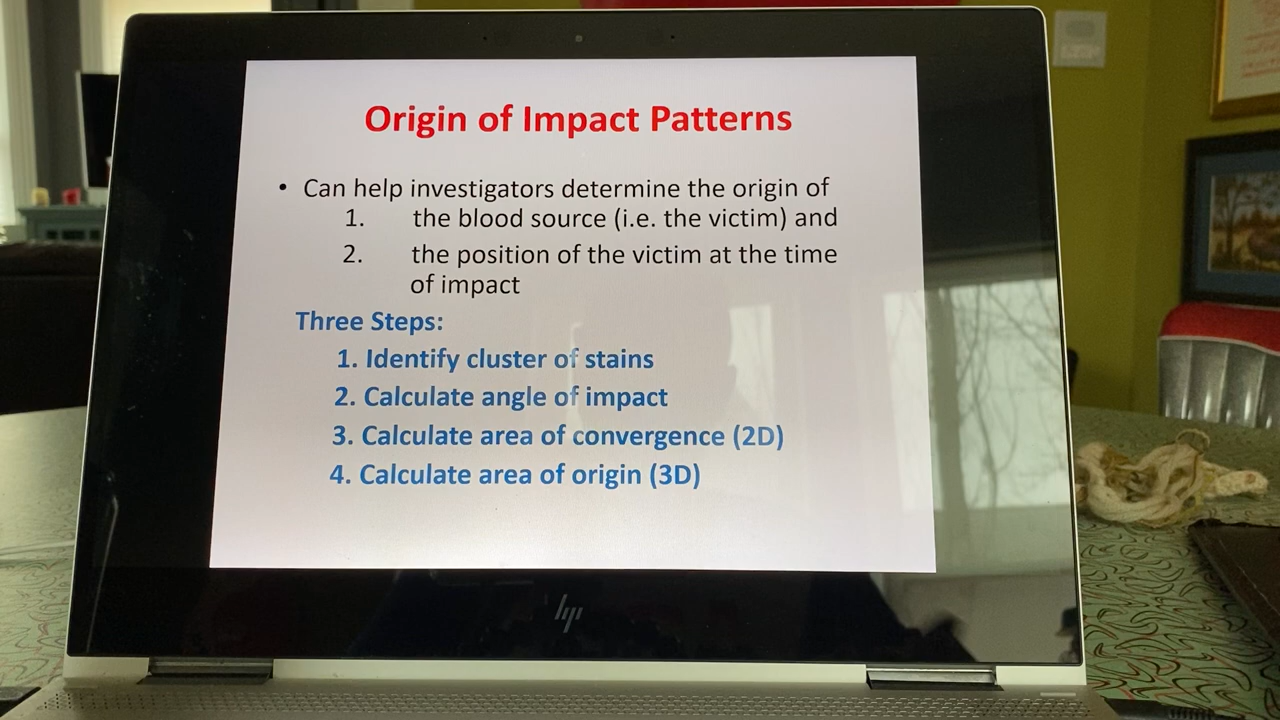 Origin of Impact Patterns
• Can help investigators determine the origin of
1. the blood source (i.e. the victim) and
2. the position of the victim at the time
of impact
Three Steps:
1. Identify cluster of stains
2. Calculate angle of impact
3. Calculate area of convergence (2D)
4. Calculate area of origin (3D)
hp